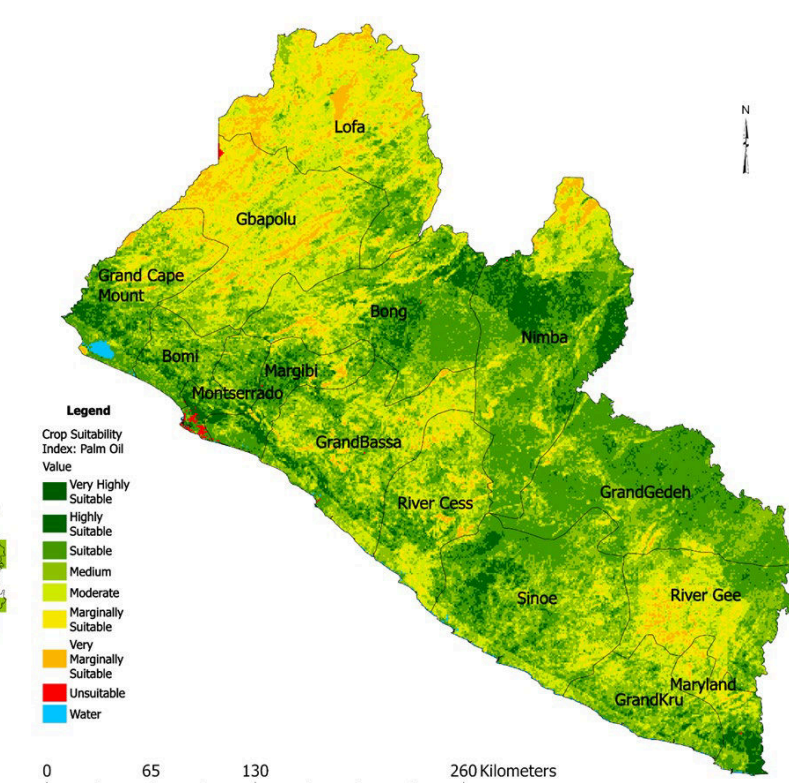 N
Lofa
Gbapolu
Grand Cape
Mount
Bong
Nimba
Bomi
Margibi
Montserrado
GrandBassa
River Cess
GrandGedeh
Sinoe
River Gee
Maryland
GrandKru
Legend
Crop Suitability
Index: Palm Oil
Value
Very Highly
Suitable
Highly
Suitable
Suitable
Medium
Moderate
Marginally
Suitable
Very
Marginally
Suitable
Unsuitable
Water
0 65 130 260 Kilometers